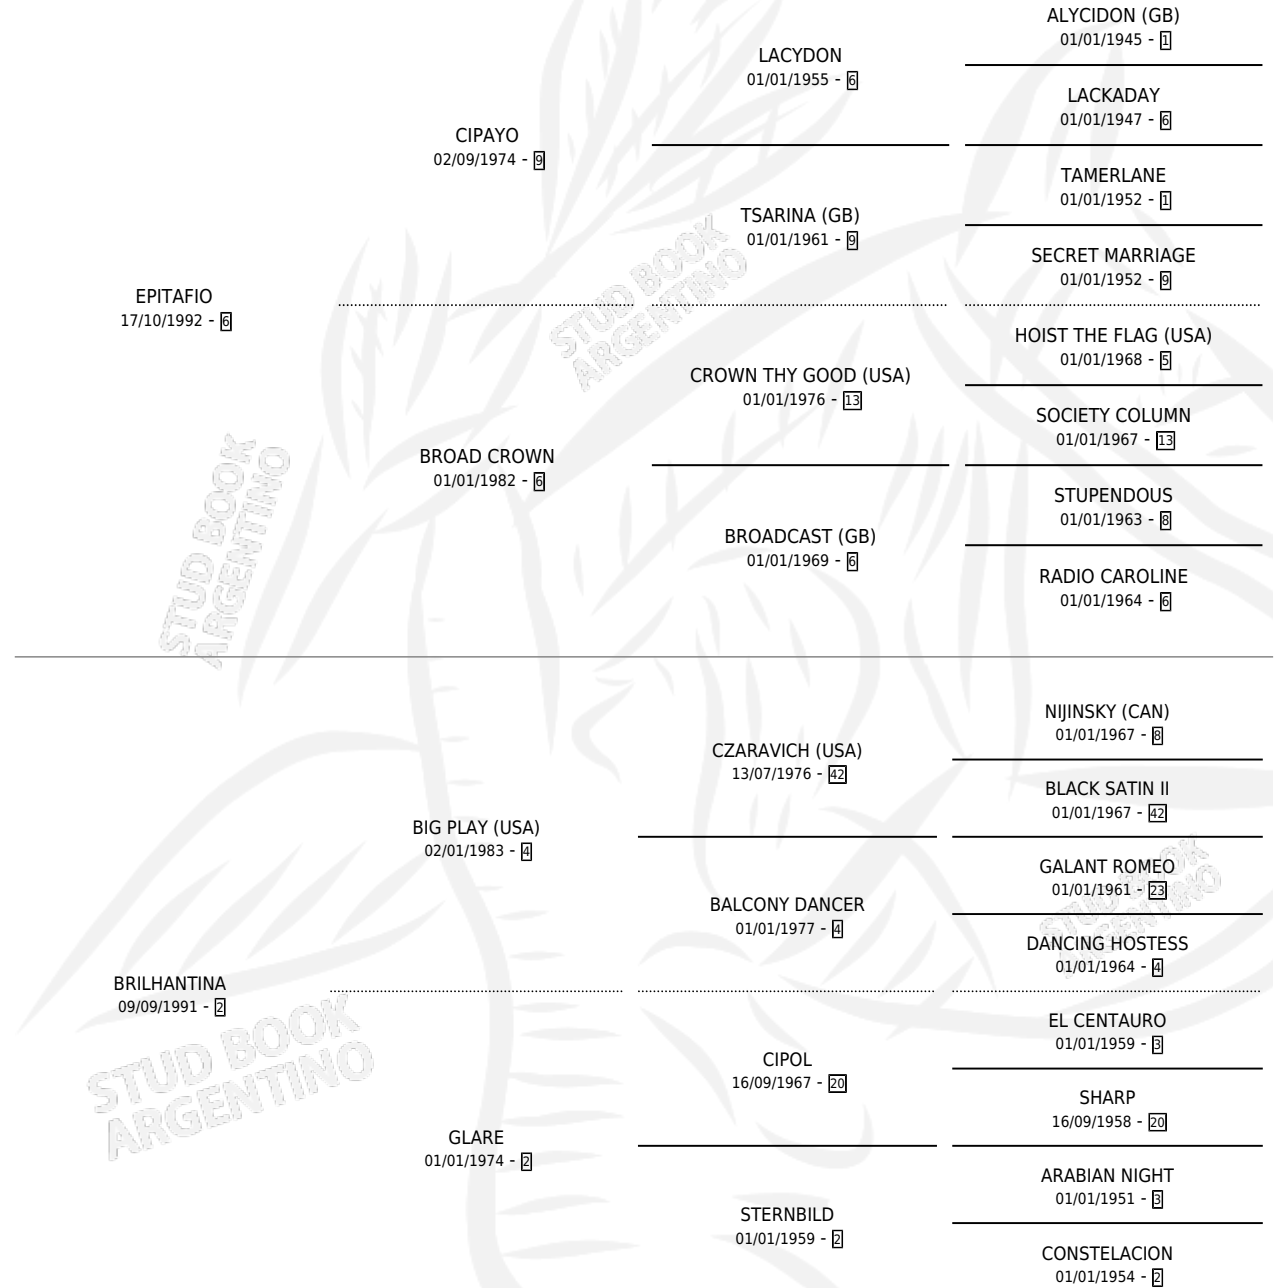 ALYCIDON (GB)
01/01/1945 - 1
LACYDON
01/01/1955 - 6
LACKADAY
01/01/1947 - 6
CIPAYO
02/09/1974 - 9
TAMERLANE
01/01/1952 - 1
TSARINA (GB)
01/01/1961 - 9
SECRET MARRIAGE
01/01/1952 - 9
EPITAFIO
17/10/1992 - 6
STUD BOOK
ARGENTINO
HOIST THE FLAG (USA)
01/01/1968 - 5
CROWN THY GOOD (USA)
01/01/1976 - 13
SOCIETY COLUMN
01/01/1967 - 13
BROAD CROWN
01/01/1982 - 6
STUPENDOUS
01/01/1963 - 8
BROADCAST (GB)
01/01/1969 - 6
RADIO CAROLINE
01/01/1964 - 6
STUD BOOK
ARGENTINO
NIJINSKY (CAN)
01/01/1967 - 8
CZARAVICH (USA)
13/07/1976 - 42
BLACK SATIN II
01/01/1967 - 42
BIG PLAY (USA)
02/01/1983 - 4
GALANT ROMEO
01/01/1961 - 23
BALCONY DANCER
01/01/1977 - 4
STUD BOOK
ARGENTINO
DANCING HOSTESS
01/01/1964 - 4
BRILHANTINA
09/09/1991 - 2
EL CENTAURO
01/01/1959 - 3
CIPOL
16/09/1967 - 20
STUD BOOK
ARGENTINO
SHARP
16/09/1958 - 20
GLARE
01/01/1974 - 2
ARABIAN NIGHT
01/01/1951 - 3
STERNBILD
01/01/1959 - 2
CONSTELACION
01/01/1954 - 2